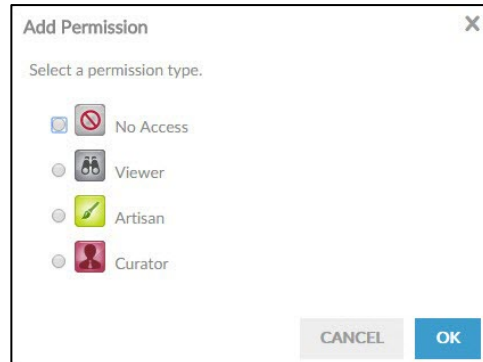 Add Permission
Select a permission type.
No Access
Viewer
Artisan
Curator
CANCEL OK